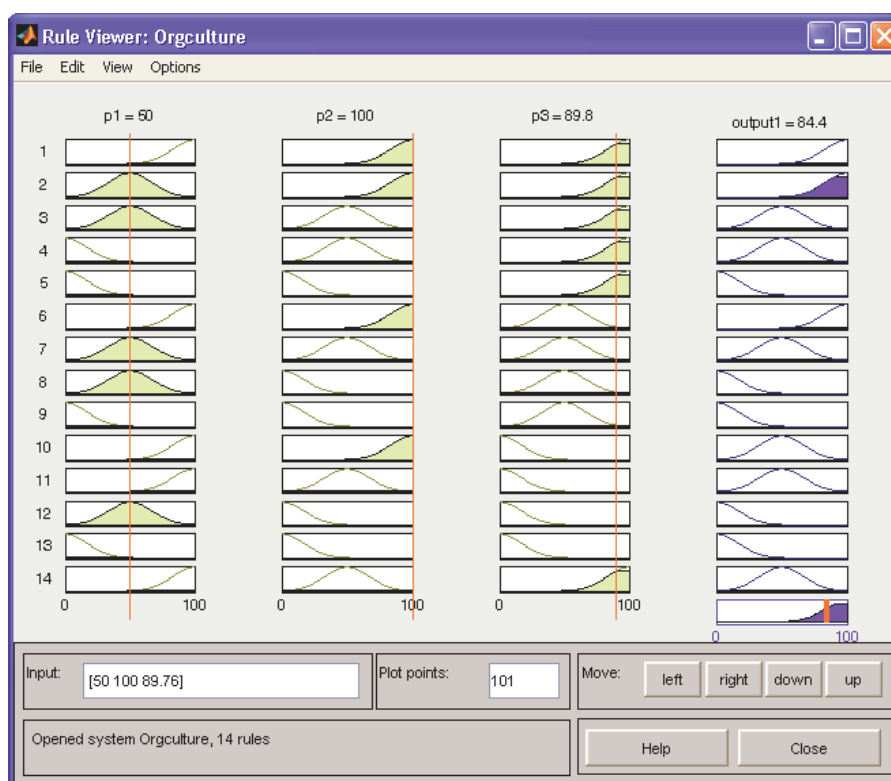 Rule Viewer: Orgculture
File Edit View Options
p1 = 50 p2 = 100 p3 = 89.8 output1 = 84.4
1
2
3
4
5
6
7
8
9
10
11
12
13
14
0 100 0 100 0 100
0 100
Input: [50 100 89.76] Plot points: 101 Move: left right down up
Opened system Orgculture, 14 rules Help Close